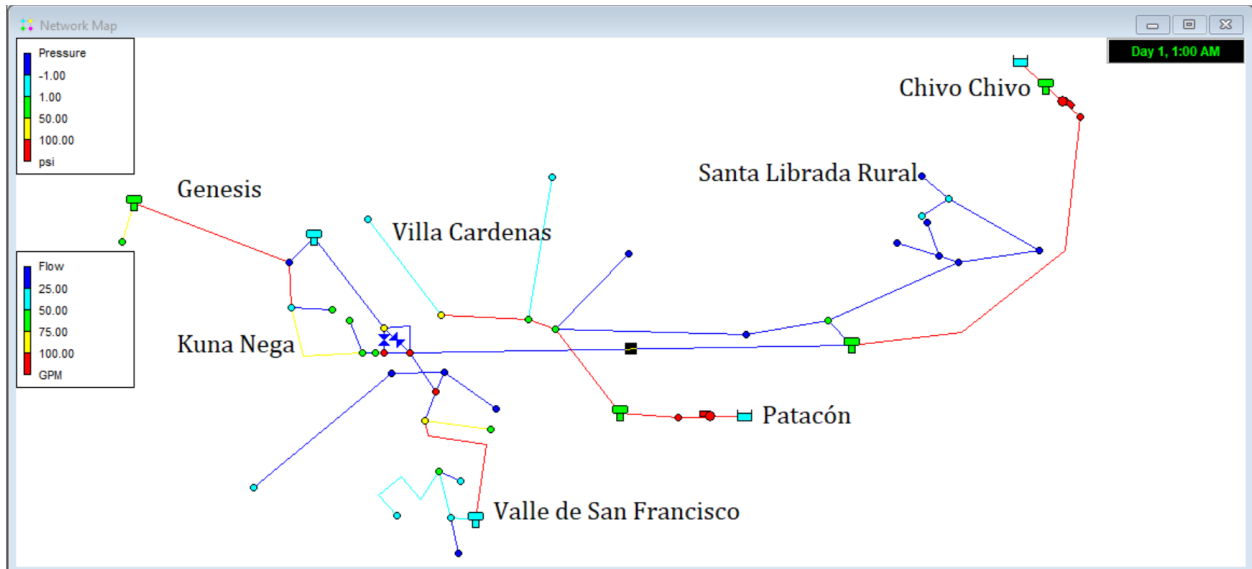 Network Map
Day 1, 1:00 AM
Pressure
-1.00
1.00
50.00
100.00
psi
Chivo Chivo
Santa Librada Rural
Genesis
Villa Cardenas
Flow
25.00
50.00
75.00
100.00
GPM
Kuna Nega
Patacón
Valle de San Francisco